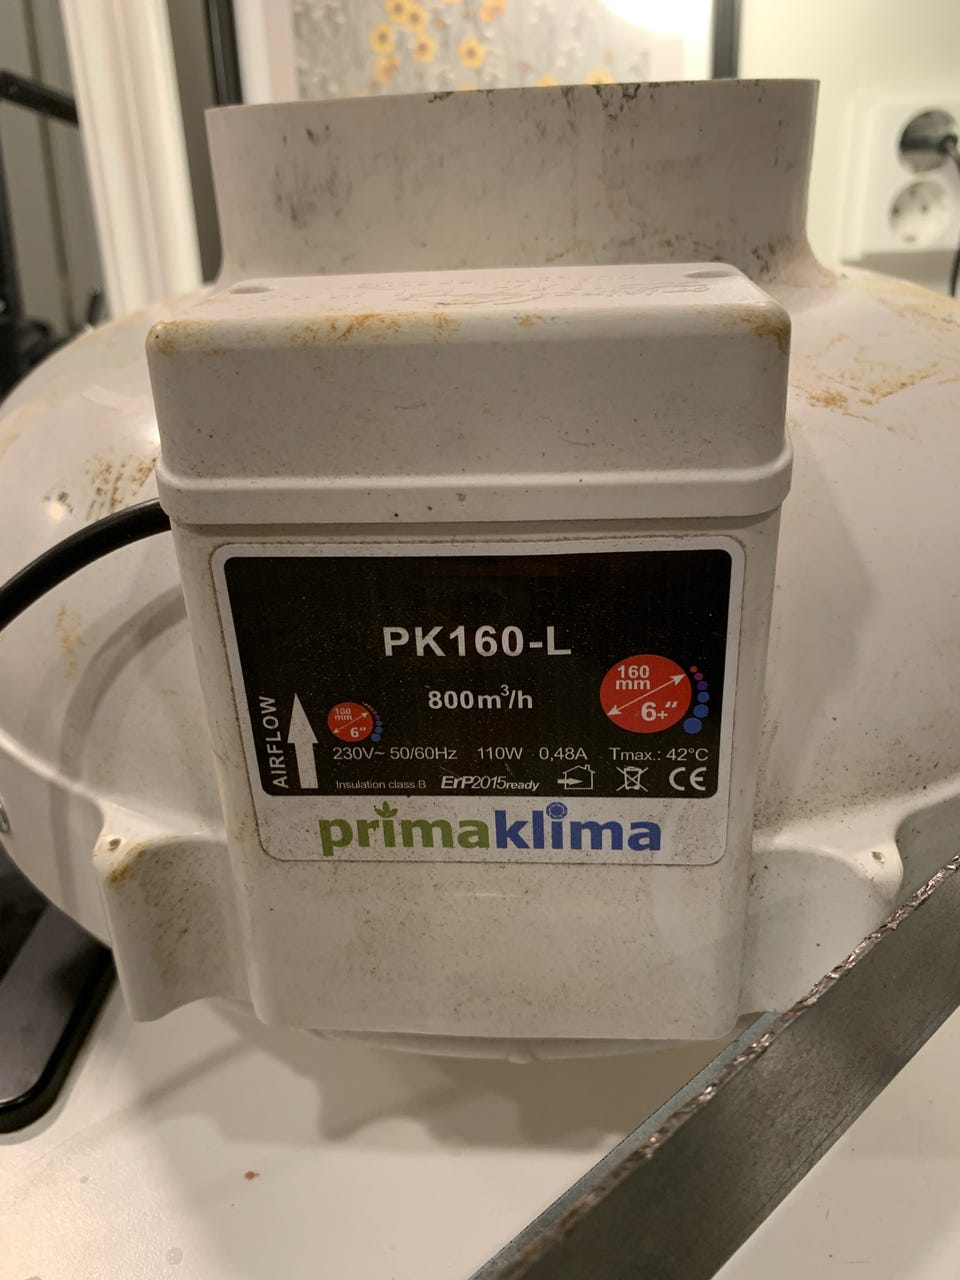 PK160-L
800m³/h
160
mm
6+"
AIRFLOW
160
mm
6"
230V~ 50/60Hz 110W 0,48A Tmax.: 42°C
Insulation class B ErP2015ready CE
primaklima